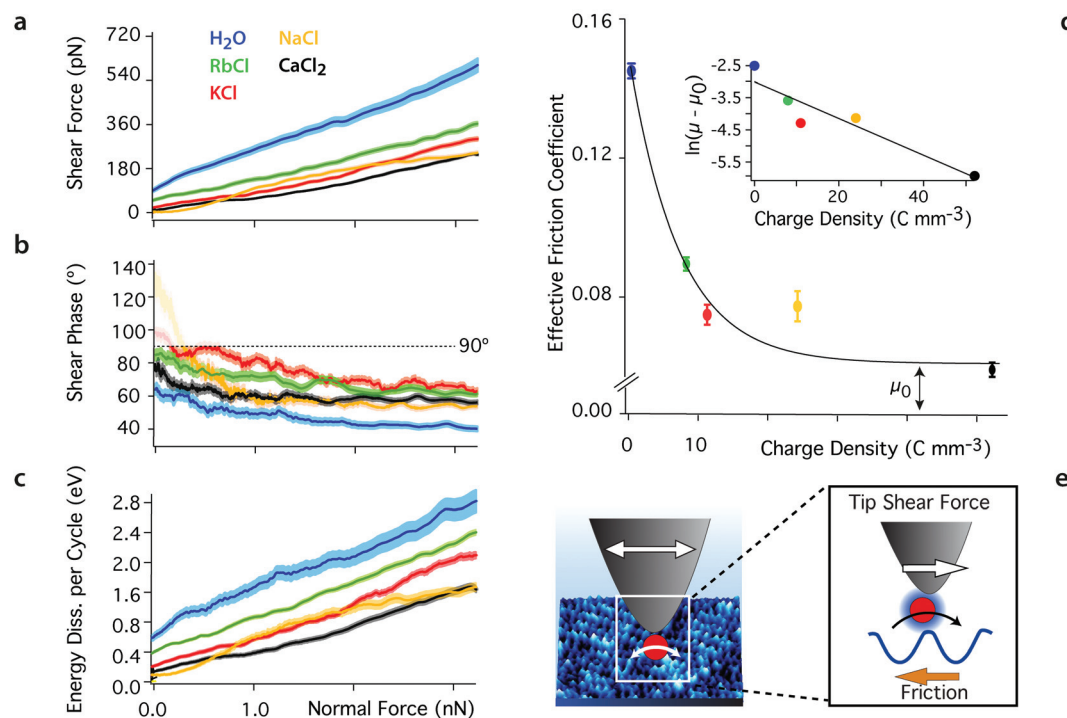 a
Shear Force (pN)
720
540
360
180
0
H₂O
RbCl
KCl
NaCl
CaCl₂
b
Shear Phase (°)
140
120
100
80
60
40
90°
c
Energy Diss. per Cycle (eV)
2.8
2.4
2.0
1.6
0.8
0.4
0.0
0.0
1.0
Normal Force (nN)
Effective Friction Coefficient
0.16
0.12
0.08
0.00
0
10
Charge Density (C mm⁻³)
μ₀
ln(μ - μ₀)
-2.5
-3.5
-4.5
-5.5
0
20
40
Charge Density (C mm⁻³)
e
Tip Shear Force
Friction